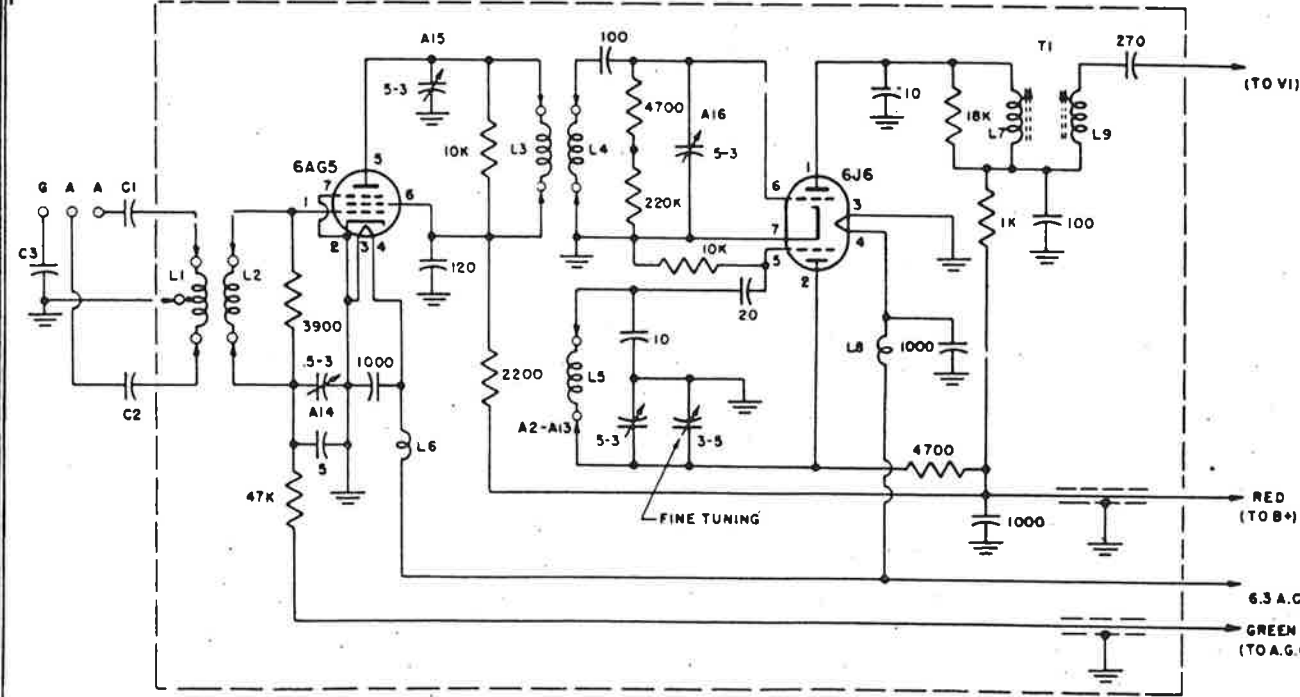 A15
100
T1
270
(TO V1)
5-3
4700
A16
10
18K
L7
L9
10K
L3
L4
5-3
6AG5
5
1
6J6
G A A C1
7
6
1
6
220K
3
1K
100
2 3 4
7
4
C3
L1
L2
120
10K
5
2
3900
20
L8
1000
.5-3
1000
10
2200
L5
C2
A14
A2-A13
5-3
3-5
5
L6
4700
47K
FINE TUNING
1000
RED
(TO B+)
6.3 A.C
GREEN
(TO A.G.C